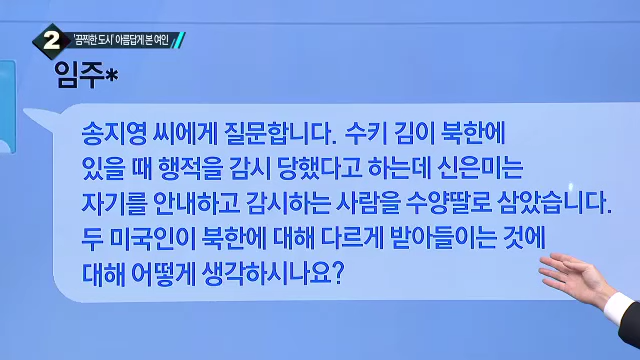 2 '끔찍한 도시' 아름답게 본 여인
임주*
송지영 씨에게 질문합니다. 수키 김이 북한에
있을 때 행적을 감시 당했다고 하는데 신은미는
자기를 안내하고 감시하는 사람을 수양딸로 삼았습니다.
두 미국인이 북한에 대해 다르게 받아들이는 것에
대해 어떻게 생각하시나요?